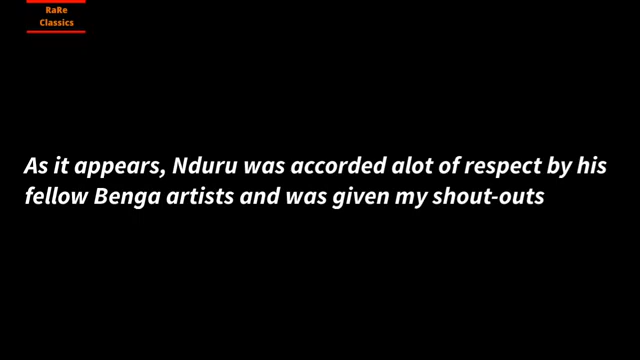 RaRe
Classics
As it appears, Nduru was accorded alot of respect by his
fellow Benga artists and was given my shout-outs